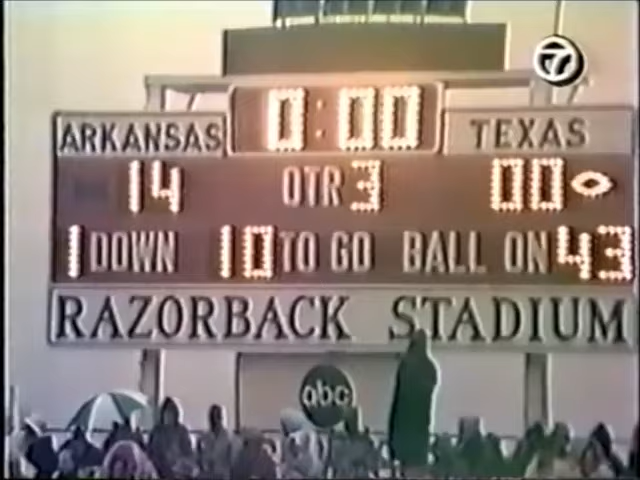 7
0:00
ARKANSAS TEXAS
14 QTR 3 00
1 DOWN 10 TO GO BALL ON 43
RAZORBACK STADIUM
abc